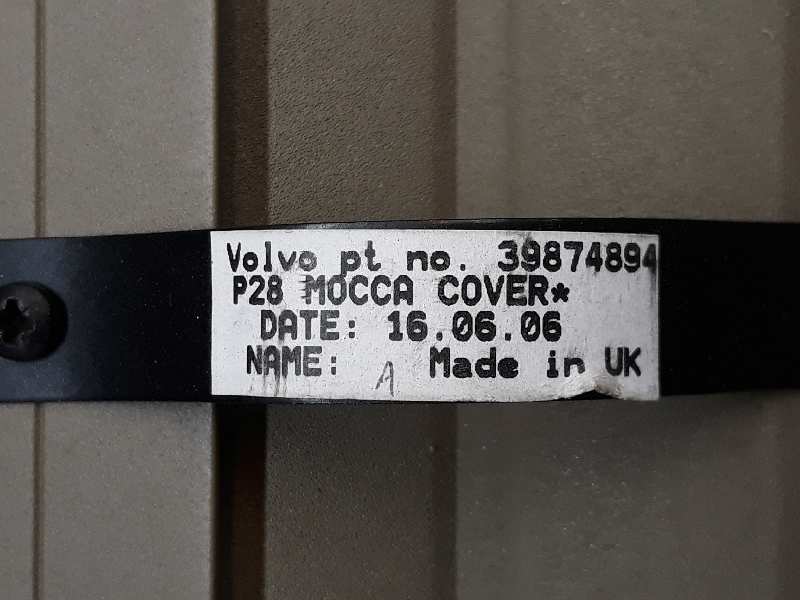 Volvo pt no. 39874894
P28 MOCCA COVER*
DATE: 16.06.06
NAME: A Made in UK